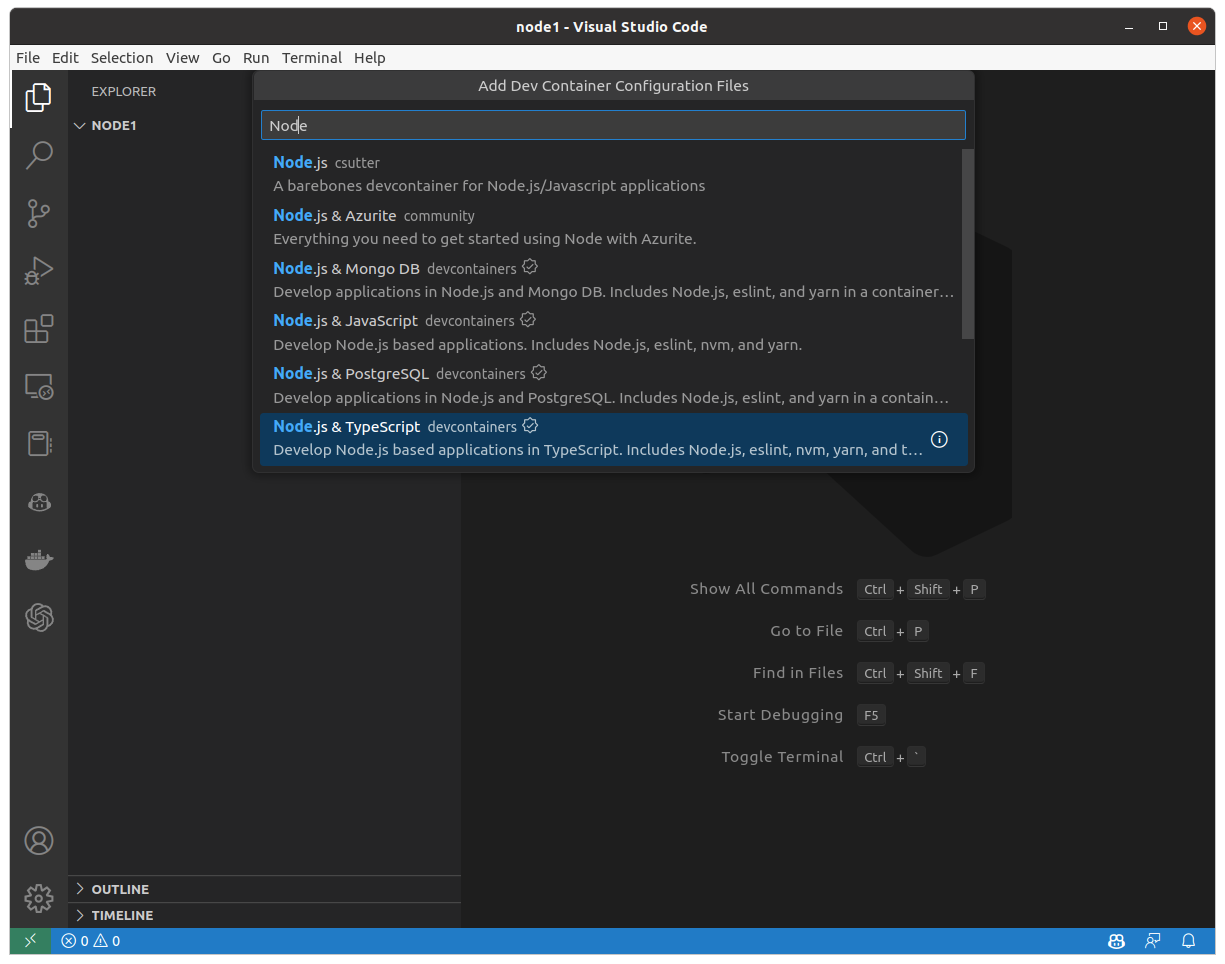 node1 - Visual Studio Code
File Edit Selection View Go Run Terminal Help
EXPLORER
NODE1
Add Dev Container Configuration Files
Node
Node.js csutter
A barebones devcontainer for Node.js/Javascript applications
Node.js & Azurite community
Everything you need to get started using Node with Azurite.
Node.js & Mongo DB devcontainers
Develop applications in Node.js and Mongo DB. Includes Node.js, eslint, and yarn in a container…
Node.js & JavaScript devcontainers
Develop Node.js based applications. Includes Node.js, eslint, nvm, and yarn.
Node.js & PostgreSQL devcontainers
Develop applications in Node.js and PostgreSQL. Includes Node.js, eslint, and yarn in a contain…
Node.js & TypeScript devcontainers
Develop Node.js based applications in TypeScript. Includes Node.js, eslint, nvm, yarn, and t…
Show All Commands Ctrl + Shift + P
Go to File Ctrl + P
Find in Files Ctrl + Shift + F
Start Debugging F5
Toggle Terminal Ctrl + `
OUTLINE
TIMELINE
0 0